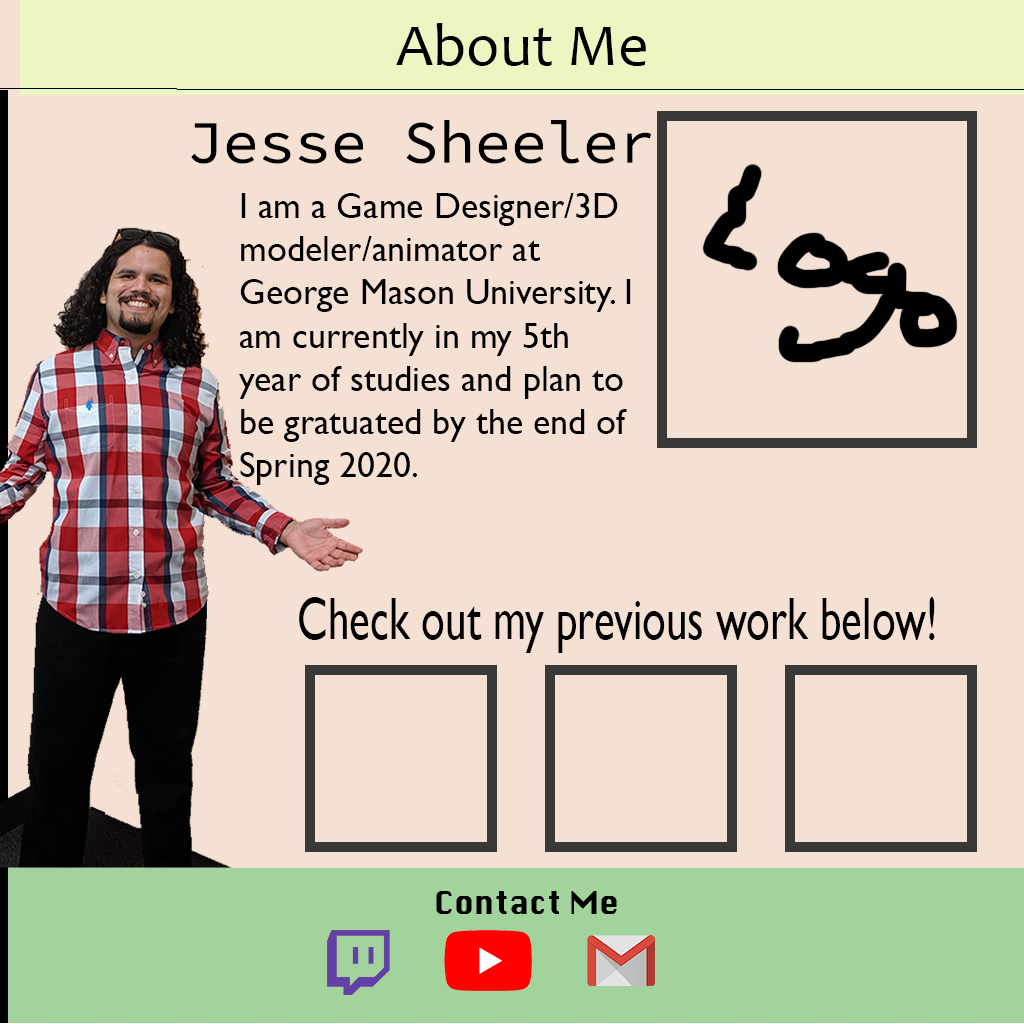 About Me
Jesse Sheeler
I am a Game Designer/3D
modeler/animator at
George Mason University. I
am currently in my 5th
year of studies and plan to
be gratuated by the end of
Spring 2020.
Logo
Check out my previous work below!
Contact Me